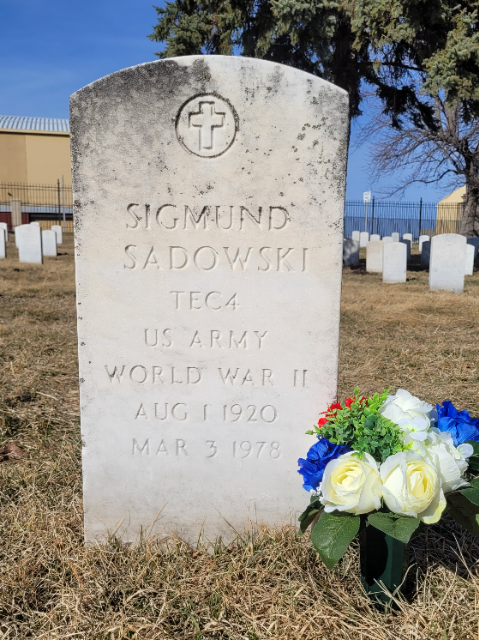 SIGMUND
SADOWSKI
TEC4
US ARMY
WORLD WAR II
AUG 1 1920
MAR 3 1978